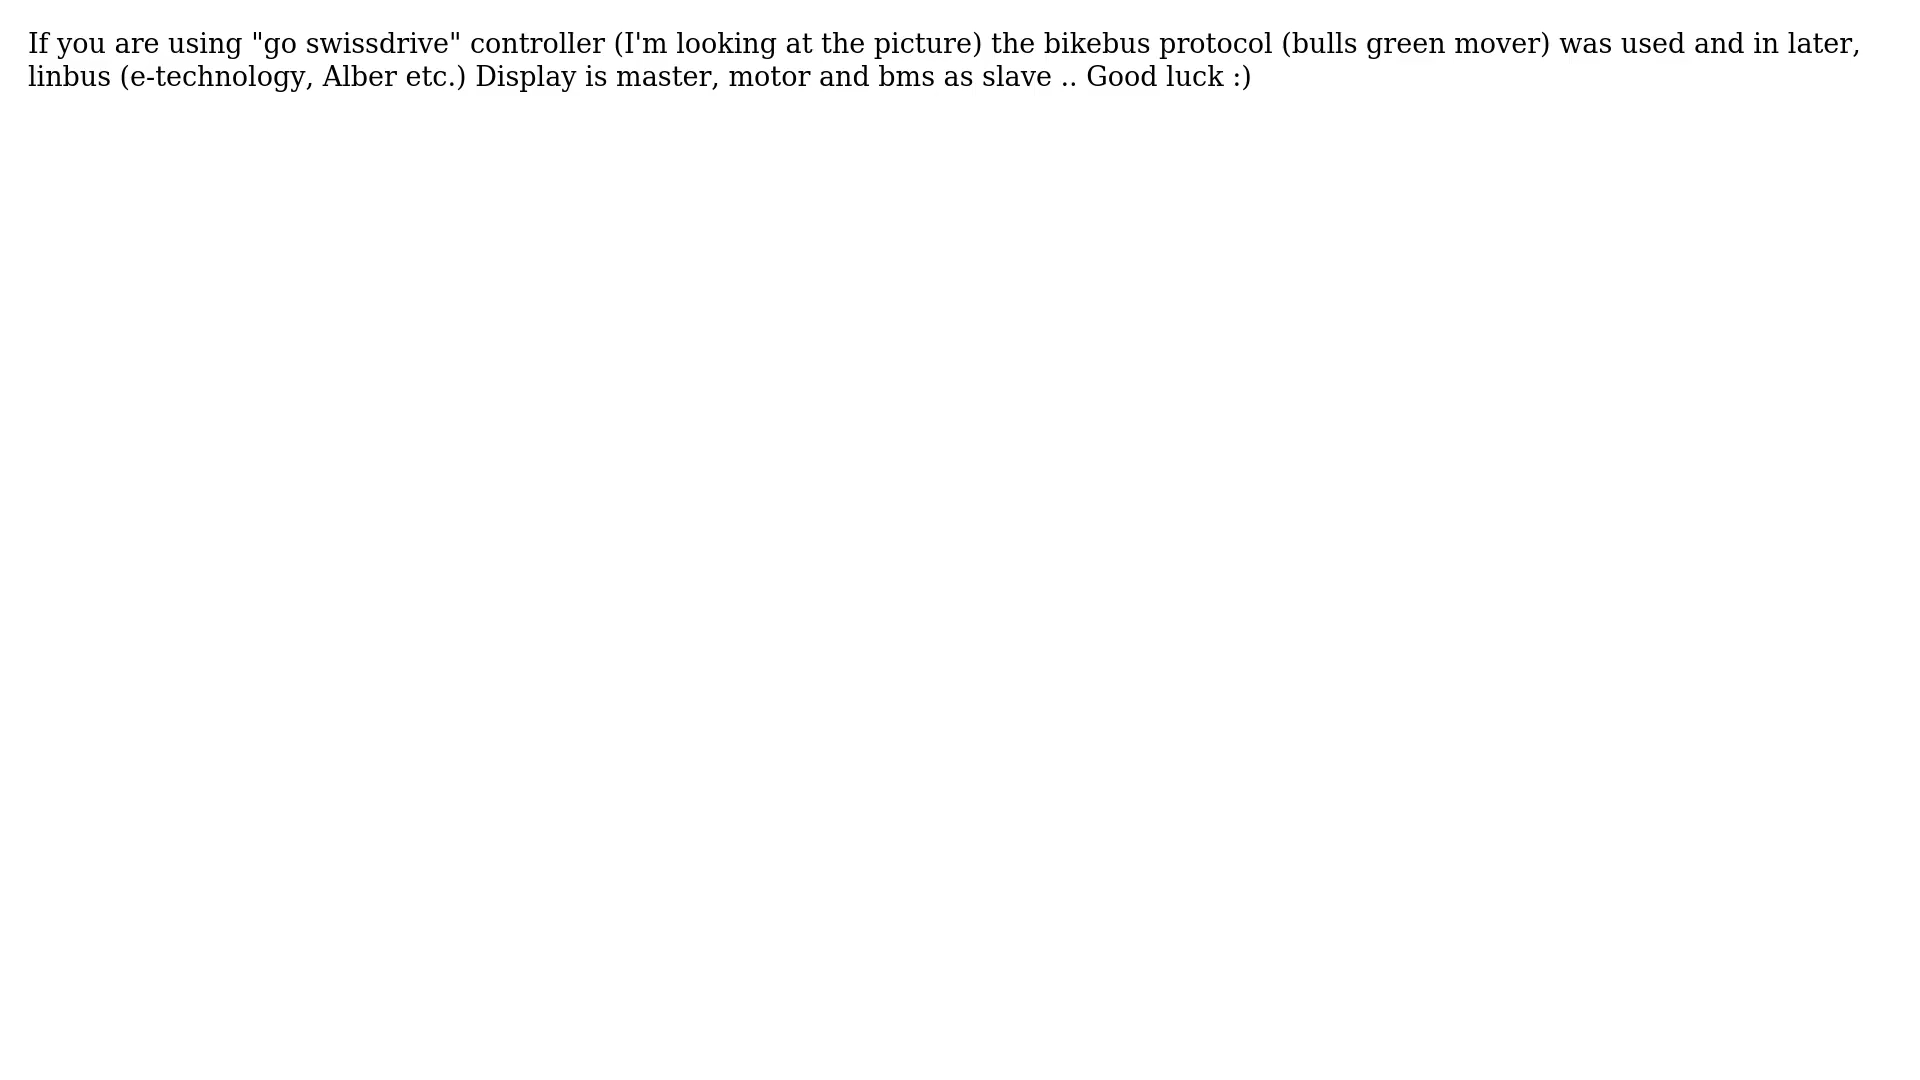 If you are using "go swissdrive" controller (I'm looking at the picture) the bikebus protocol (bulls green mover) was used and in later,
linbus (e-technology, Alber etc.) Display is master, motor and bms as slave .. Good luck :)